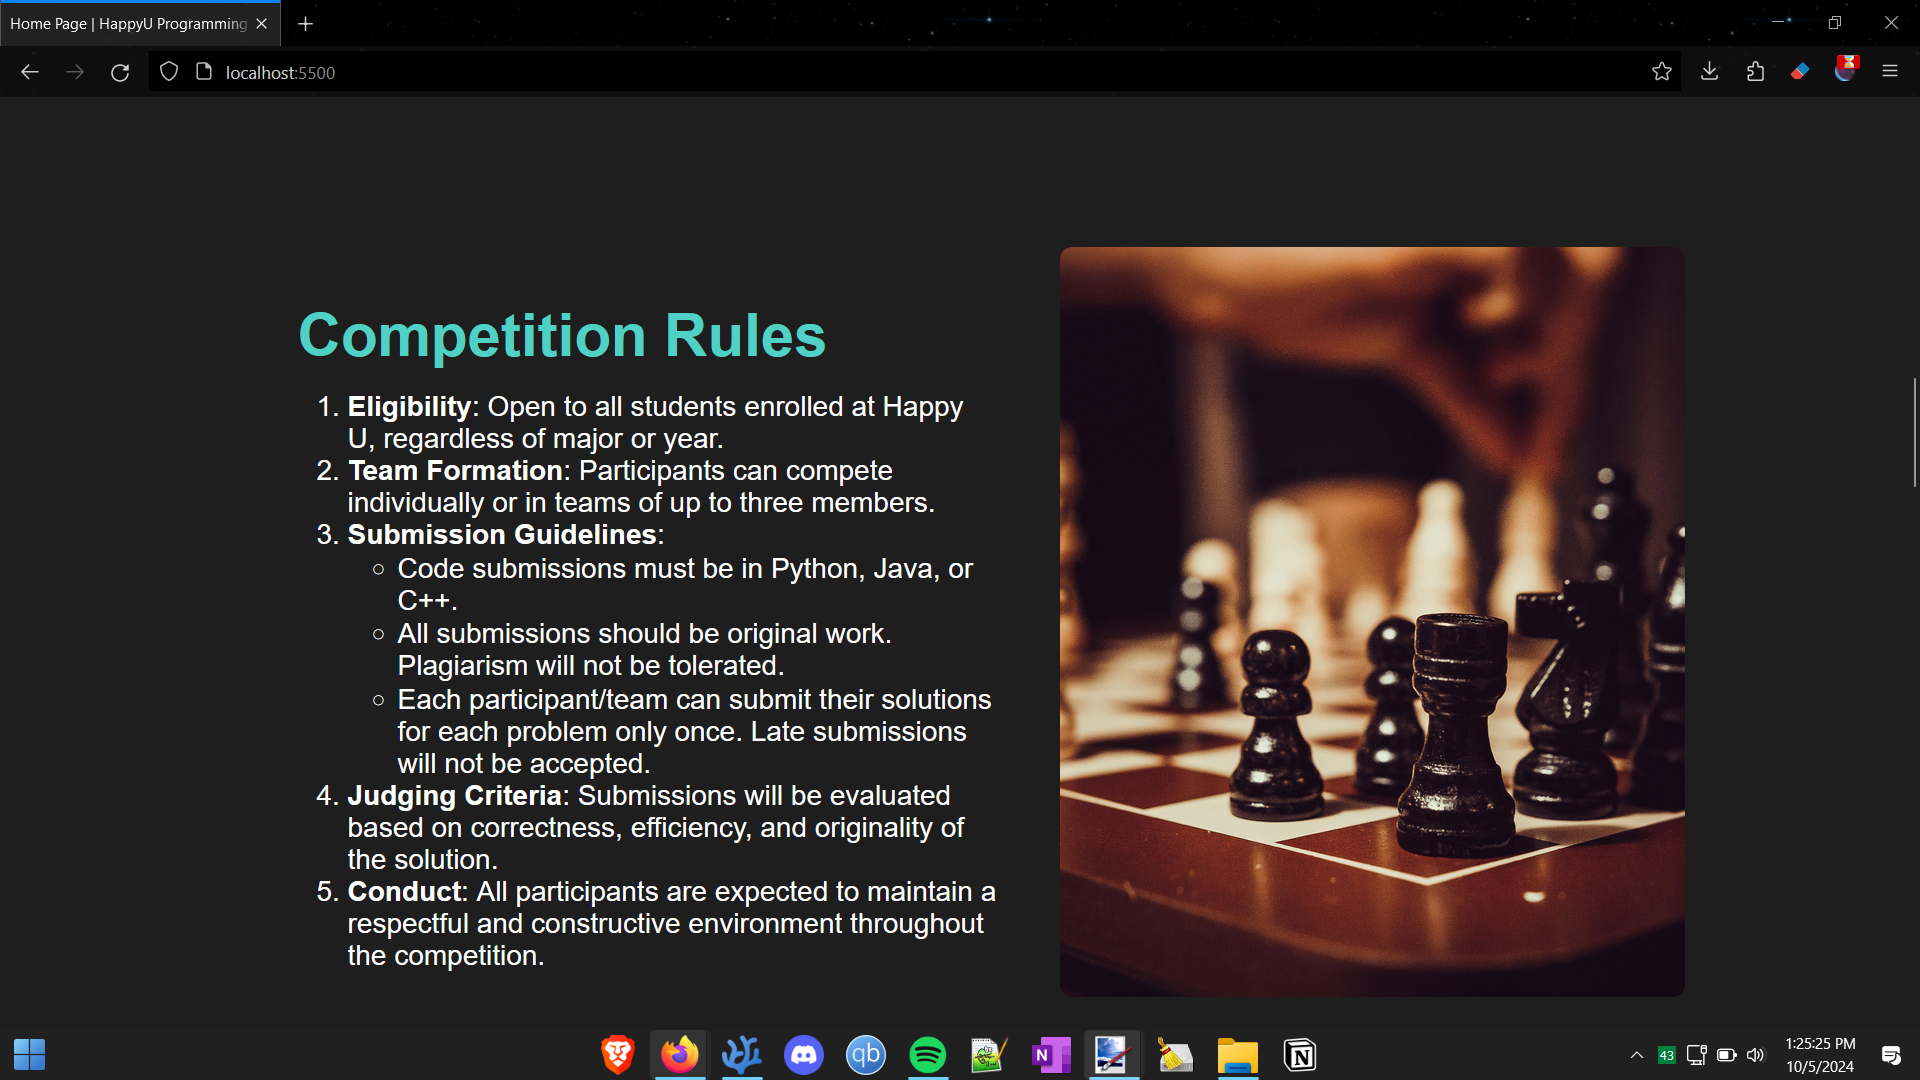 Home Page | HappyU Programming
localhost:5500
Competition Rules
1. Eligibility: Open to all students enrolled at Happy
U, regardless of major or year.
2. Team Formation: Participants can compete
individually or in teams of up to three members.
3. Submission Guidelines:
○ Code submissions must be in Python, Java, or
C++.
○ All submissions should be original work.
Plagiarism will not be tolerated.
○ Each participant/team can submit their solutions
for each problem only once. Late submissions
will not be accepted.
4. Judging Criteria: Submissions will be evaluated
based on correctness, efficiency, and originality of
the solution.
5. Conduct: All participants are expected to maintain a
respectful and constructive environment throughout
the competition.
qb
N
N
43
1:25:25 PM
10/5/2024